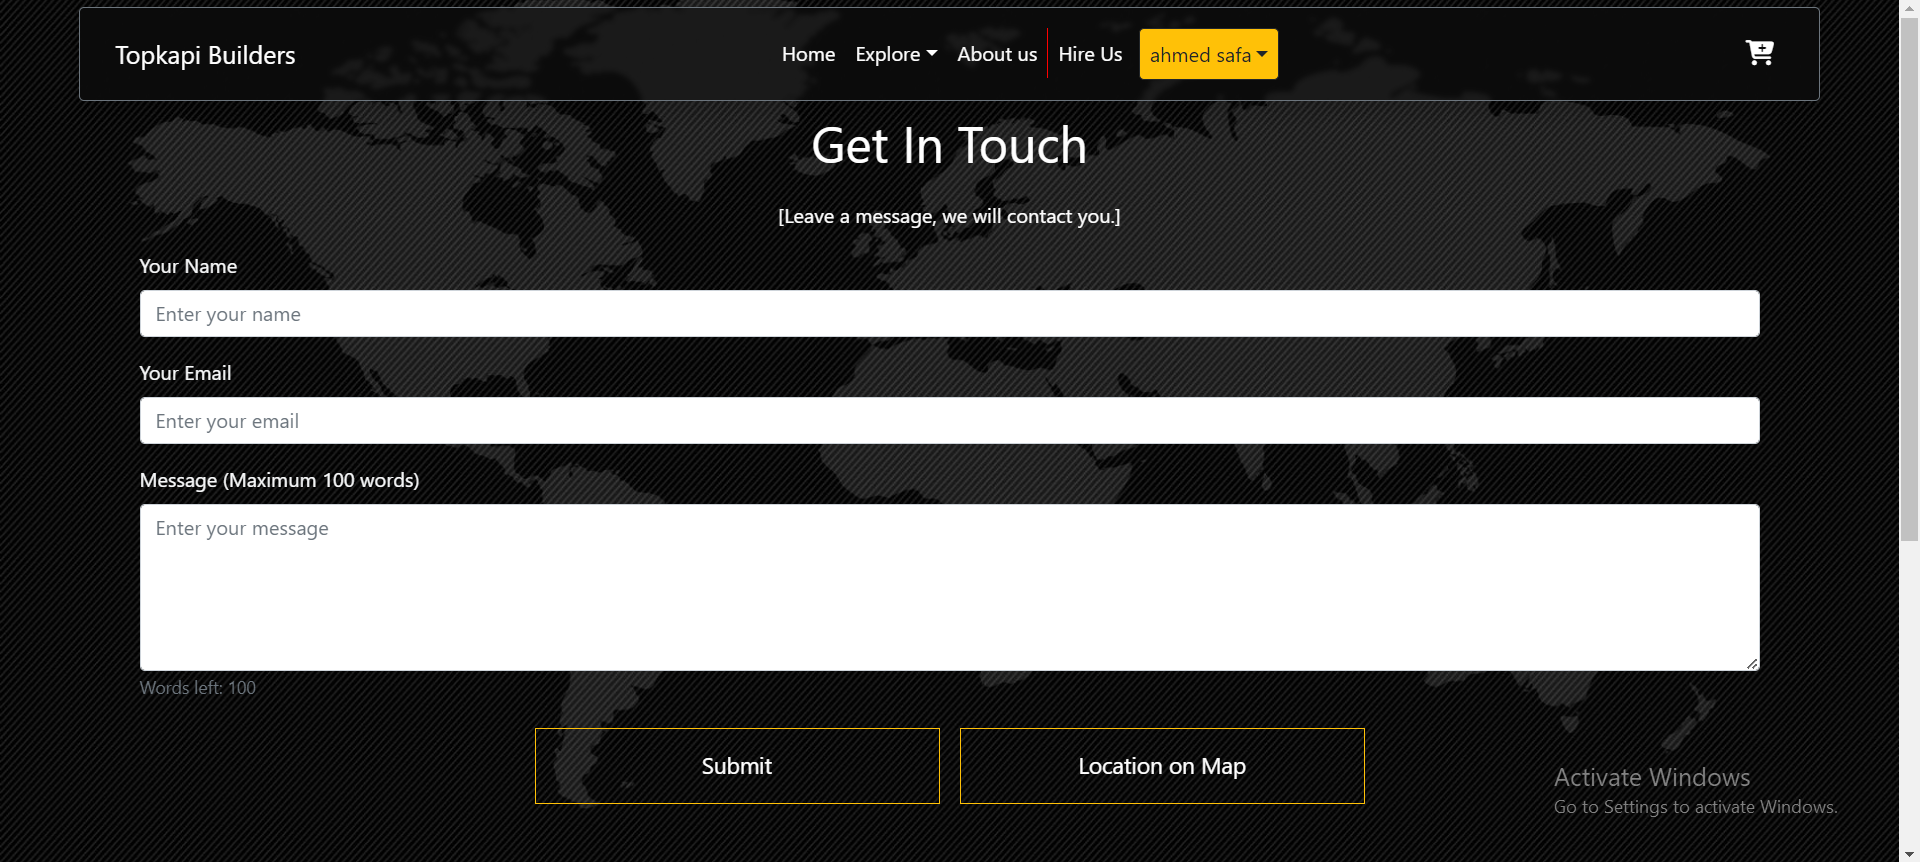 Topkapi Builders
Home Explore About us Hire Us ahmed safa
Get In Touch
[Leave a message, we will contact you.]
Your Name
Enter your name
Your Email
Enter your email
Message (Maximum 100 words)
Enter your message
Words left: 100
Submit Location on Map
Activate Windows
Go to Settings to activate Windows.